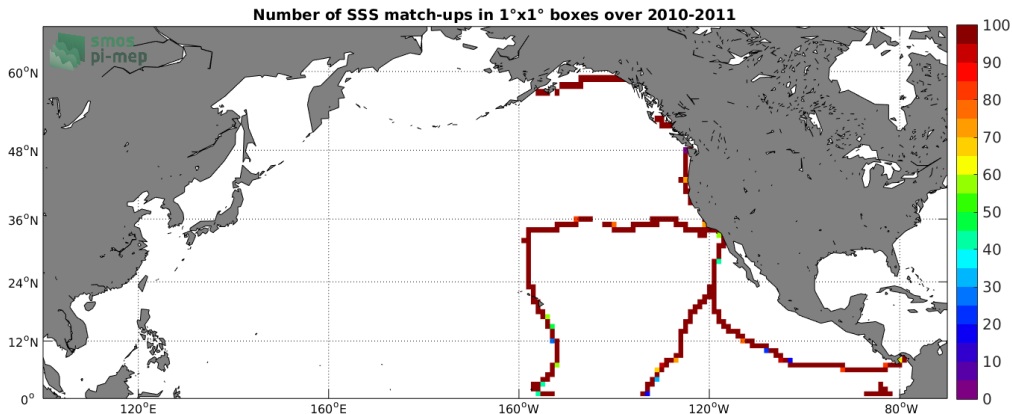 Number of SSS match-ups in 1°x1° boxes over 2010-2011
smos
pi-mep
60°N
48°N
36°N
24°N
12°N
0°
120°E
160°E
160°W
120°W
80°W
100
90
80
70
60
50
40
30
20
10
0